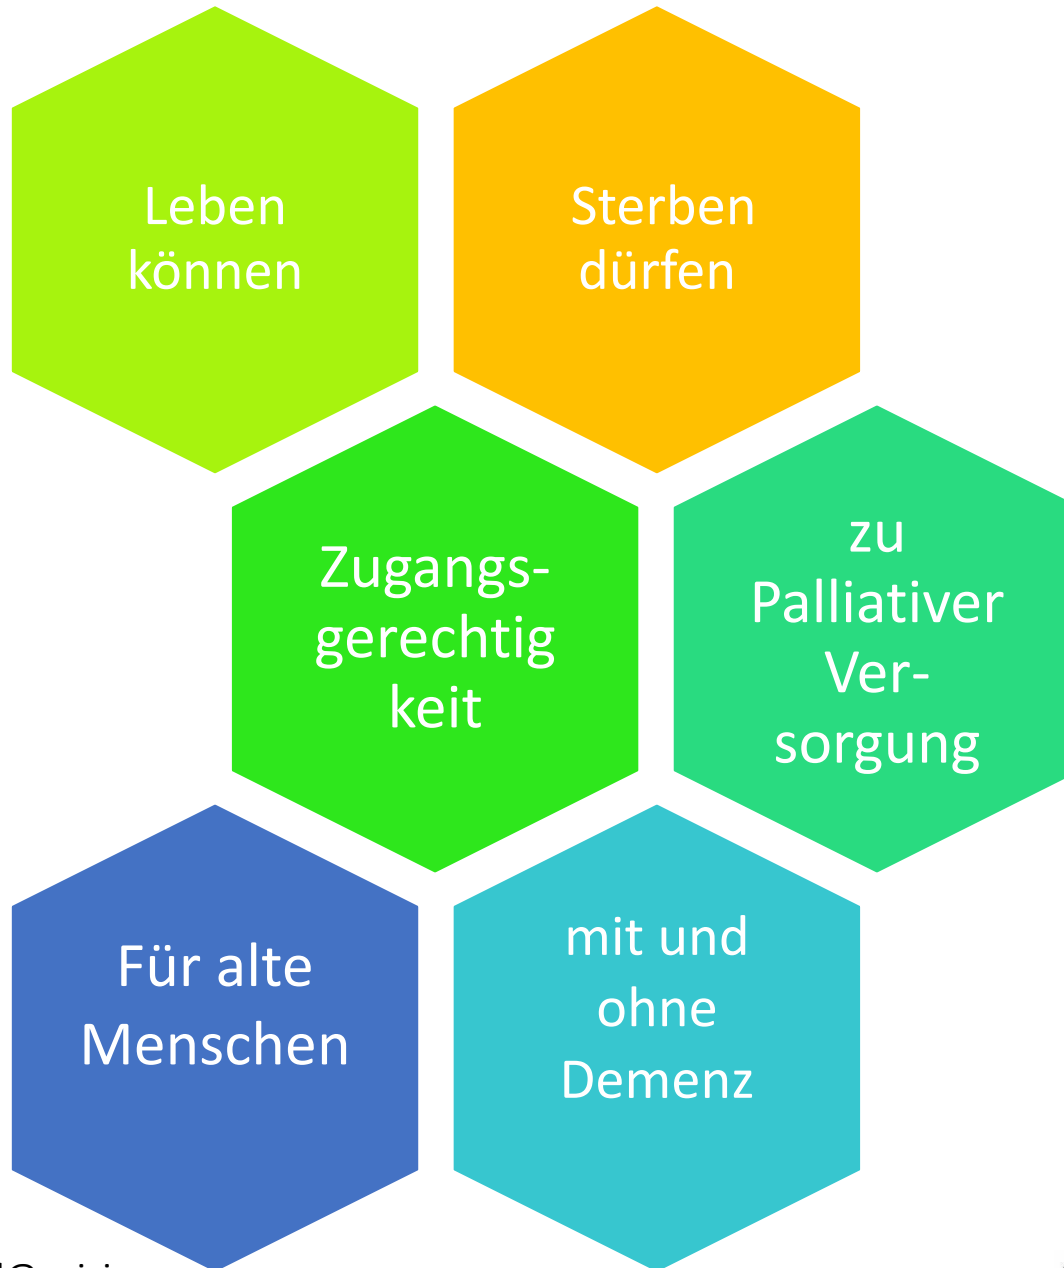 Leben
können
Sterben
dürfen
Zugangs-
gerechtig
keit
zu
Palliativer
Ver-
sorgung
Für alte
Menschen
mit und
ohne
Demenz